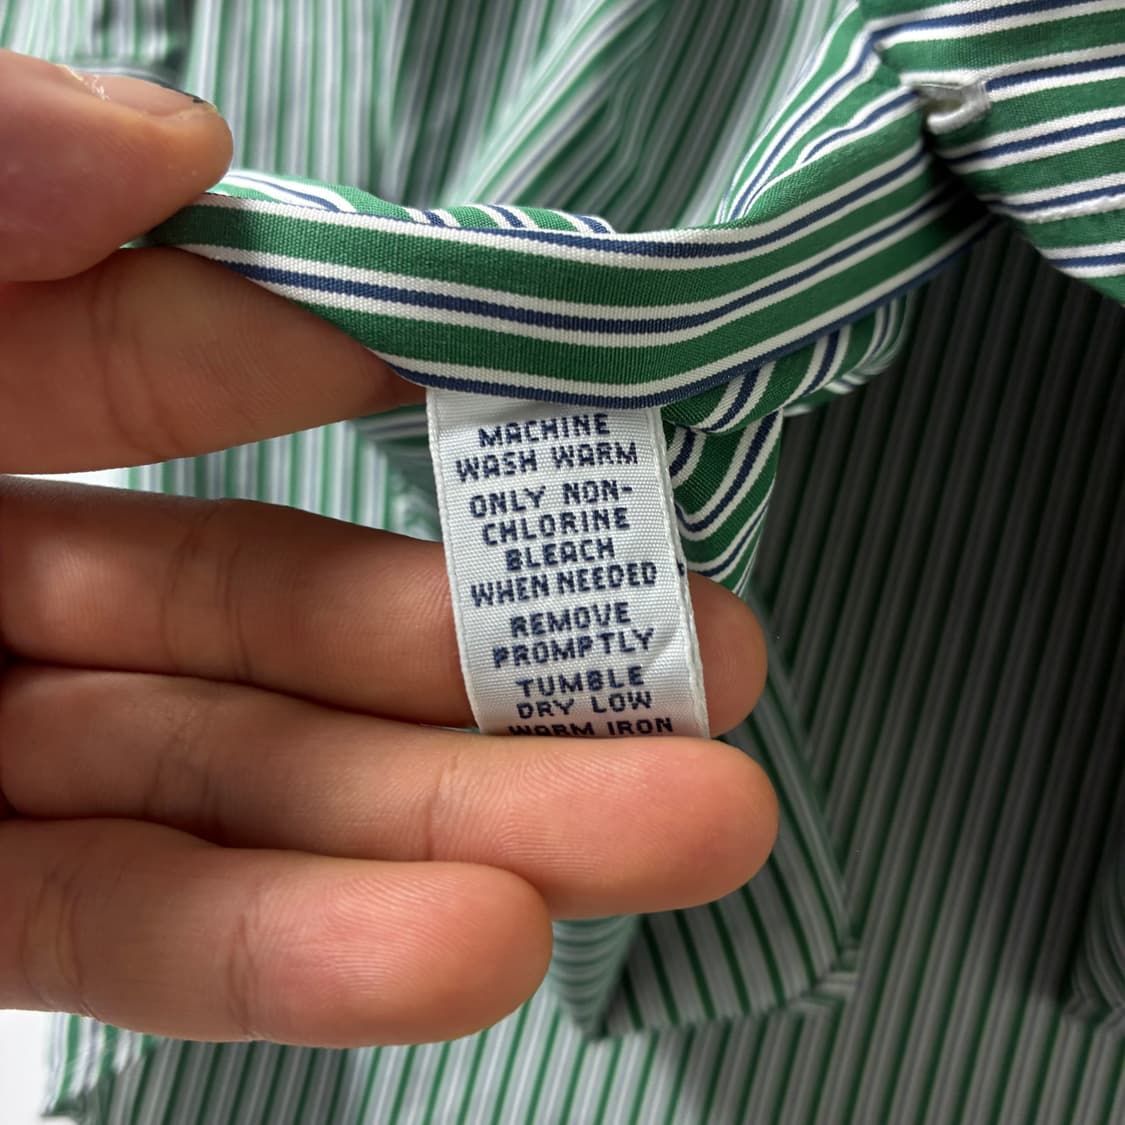 MACHINE
WASH WARM
ONLY NON-
CHLORINE
BLEACH
WHEN NEEDED
REMOVE
PROMPTLY
TUMBLE
DRY LOW
WARM IRON